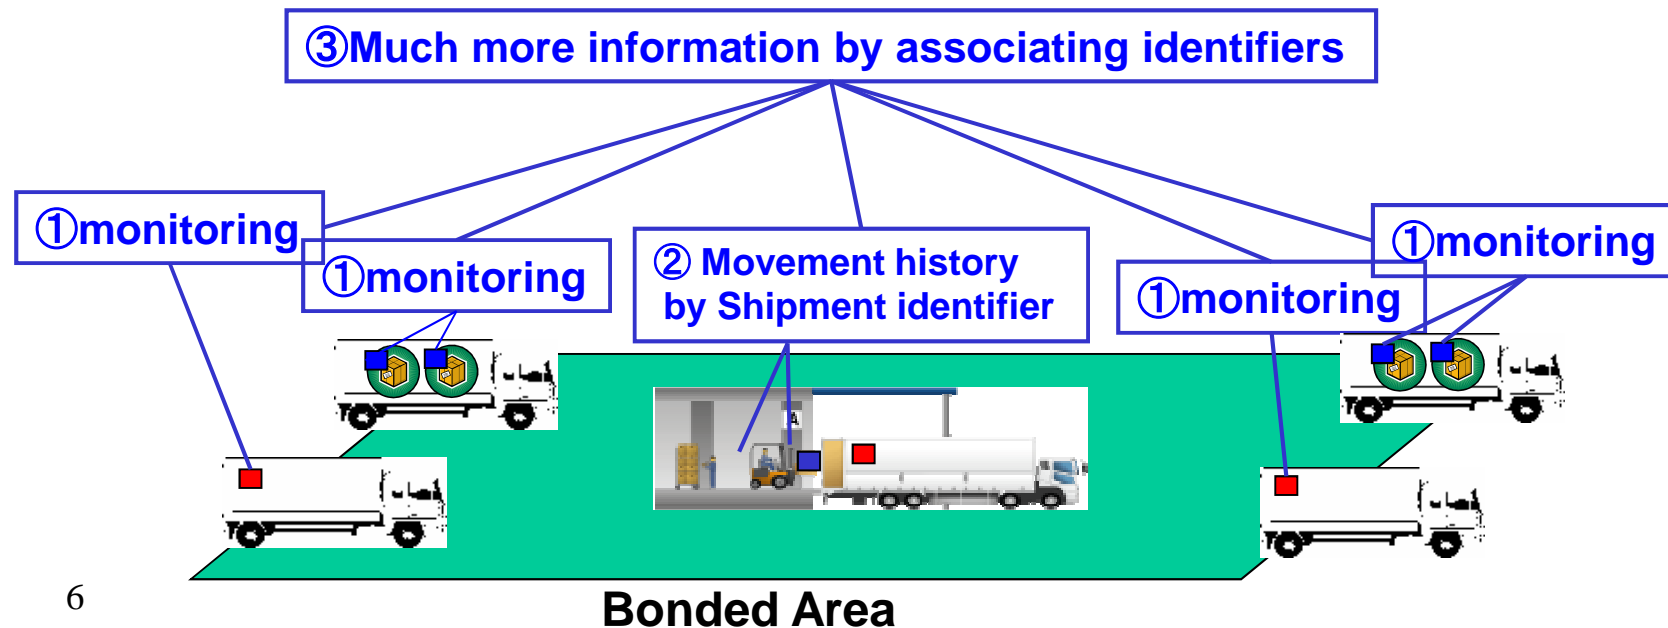 ③Much more information by associating identifiers
①monitoring
①monitoring
② Movement history
by Shipment identifier
①monitoring
①monitoring
A
6
Bonded Area